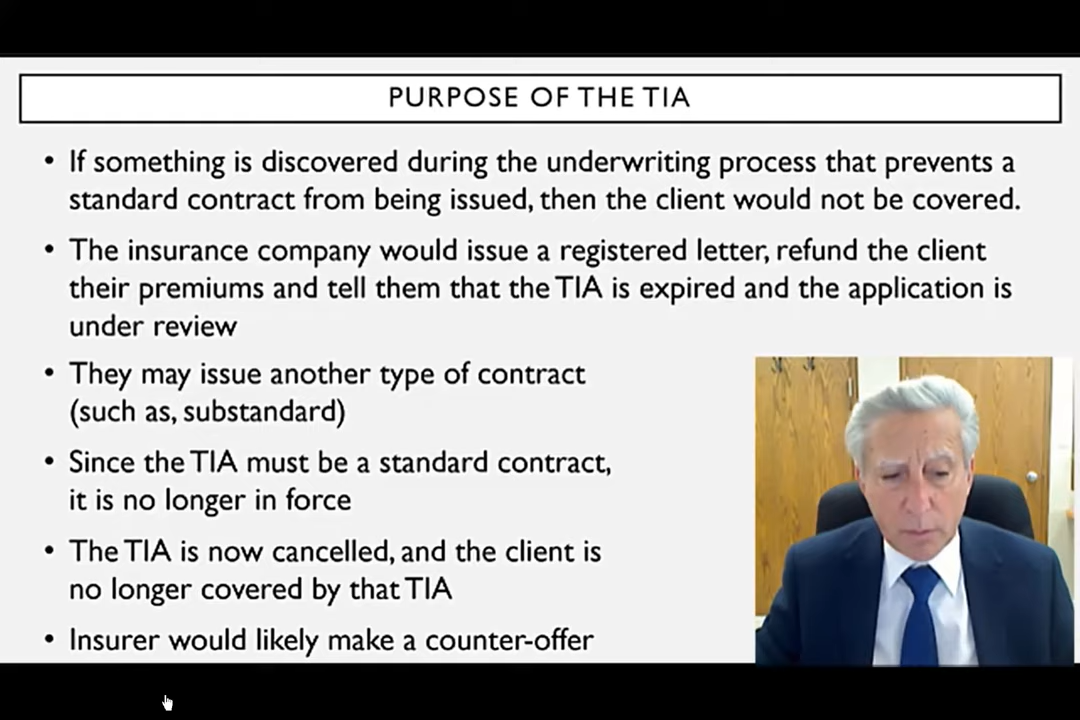 PURPOSE OF THE TIA
• If something is discovered during the underwriting process that prevents a
standard contract from being issued, then the client would not be covered.
• The insurance company would issue a registered letter, refund the client
their premiums and tell them that the TIA is expired and the application is
under review
• They may issue another type of contract
(such as, substandard)
• Since the TIA must be a standard contract,
it is no longer in force
• The TIA is now cancelled, and the client is
no longer covered by that TIA
• Insurer would likely make a counter-offer